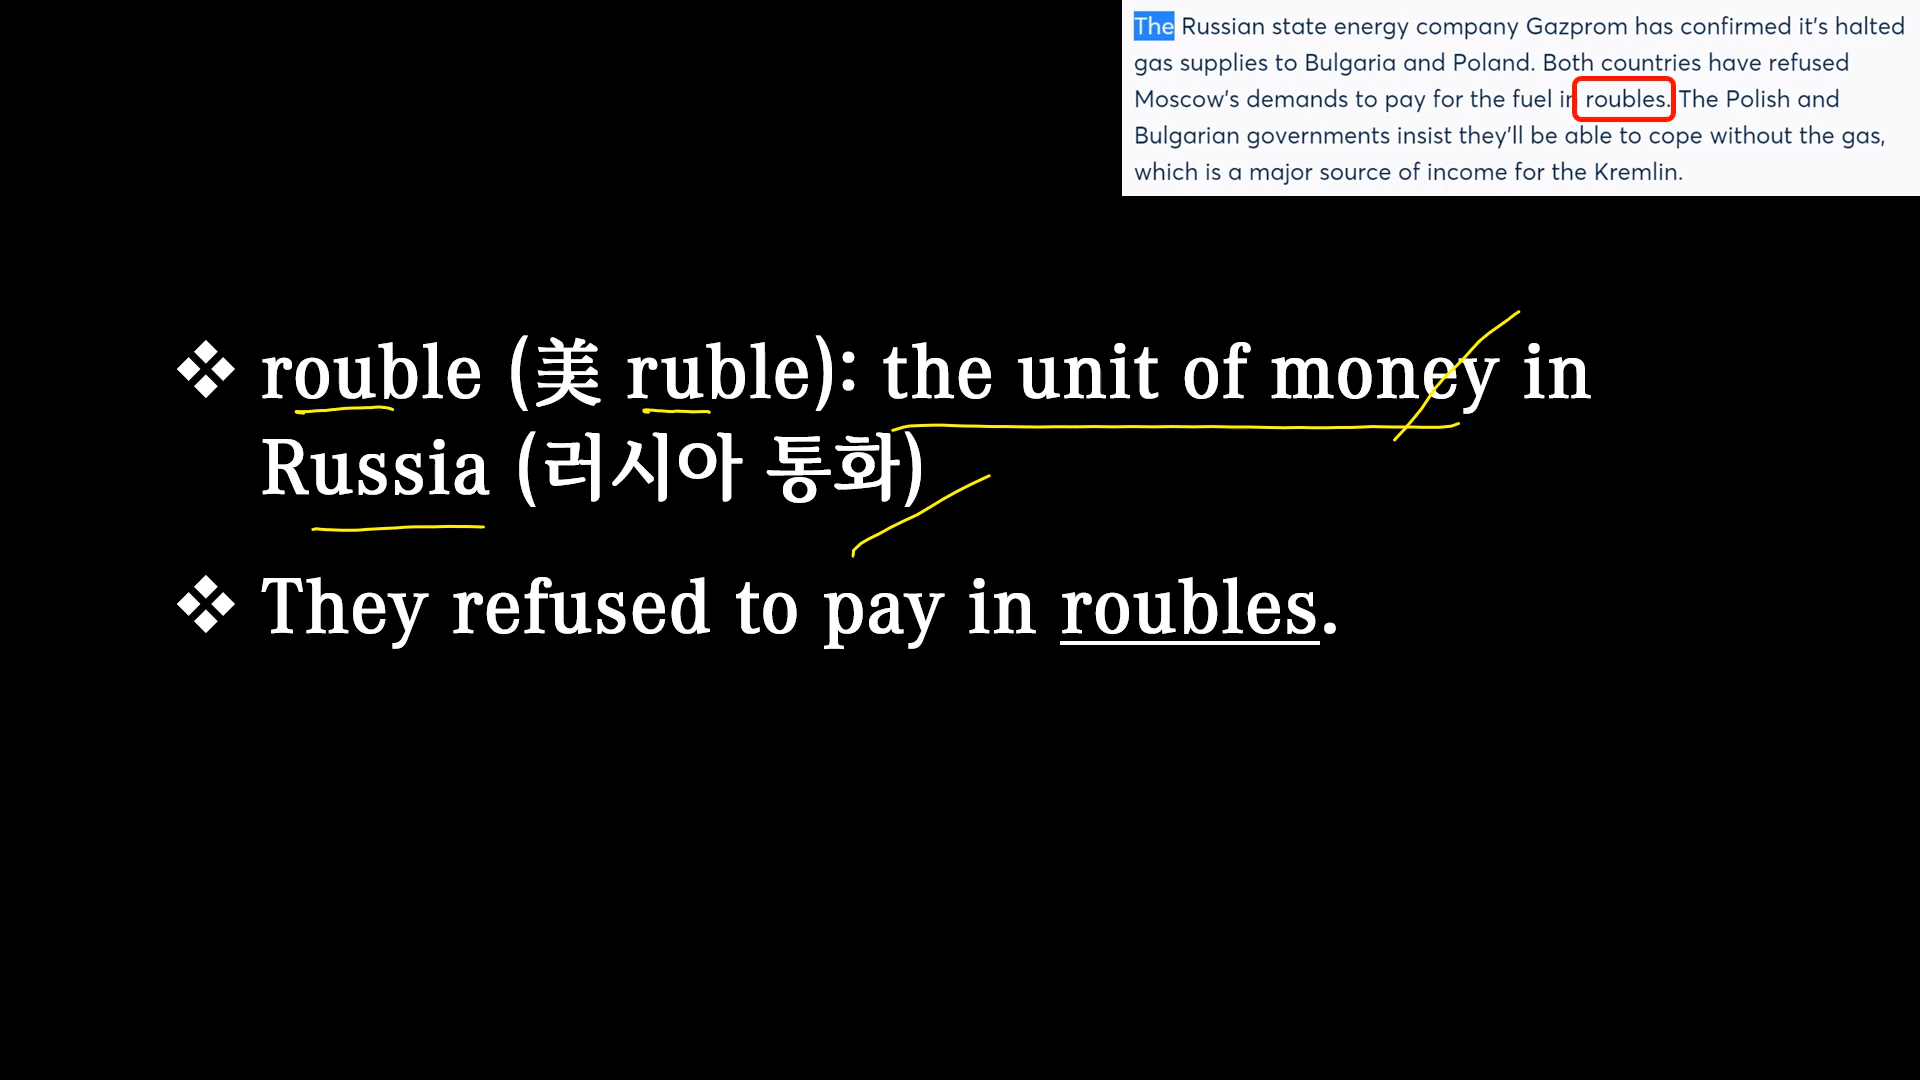 The Russian state energy company Gazprom has confirmed it's halted
gas supplies to Bulgaria and Poland. Both countries have refused
Moscow's demands to pay for the fuel in roubles. The Polish and
Bulgarian governments insist they'll be able to cope without the gas,
which is a major source of income for the Kremlin.
❖ rouble (美 ruble): the unit of money in
Russia (러시아 통화)
❖ They refused to pay in roubles.